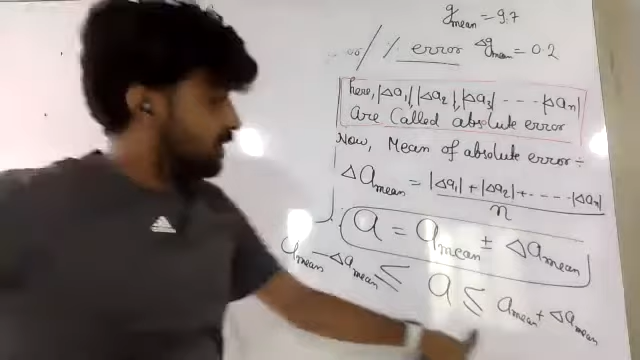 g_mean = 9.7
% error Δg_mean = 0.2
here, |Δa₁| |Δa₂|, |Δa₃| - - - - |Δaₙ|
are called absolute error
Now, Mean of absolute error ÷
Δa_mean = |Δa₁| + |Δa₂| + - - - - |Δaₙ|
n
a = a_mean ± Δa_mean
a_mean - Δa_mean ≤ a ≤ a_mean + Δa_mean